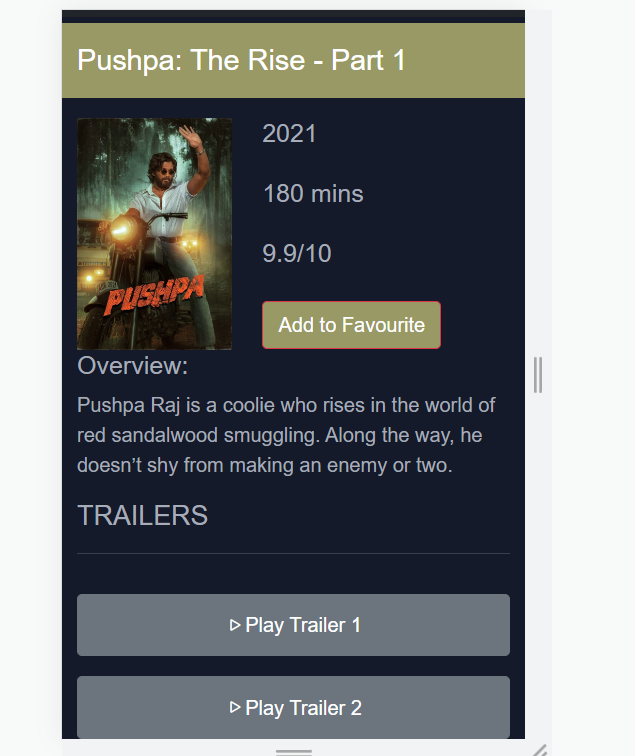 Pushpa: The Rise - Part 1
2021
180 mins
9.9/10
Add to Favourite
PUSHPA
Overview:
Pushpa Raj is a coolie who rises in the world of
red sandalwood smuggling. Along the way, he
doesn’t shy from making an enemy or two.
TRAILERS
Play Trailer 1
Play Trailer 2